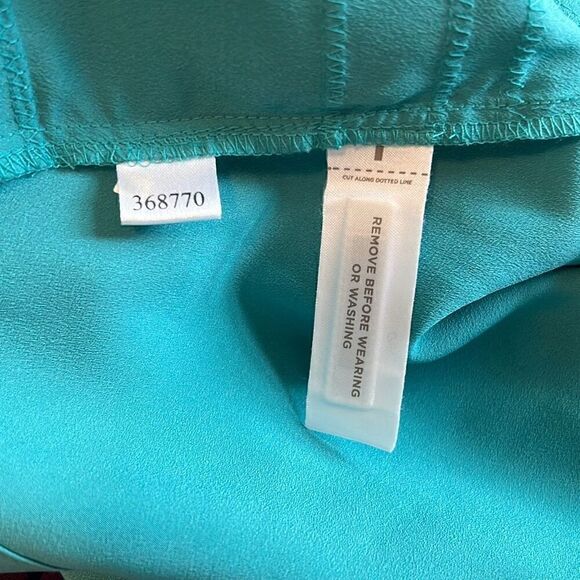 368770
CUT ALONG DOTTED LINE
REMOVE BEFORE WEARING
OR WASHING